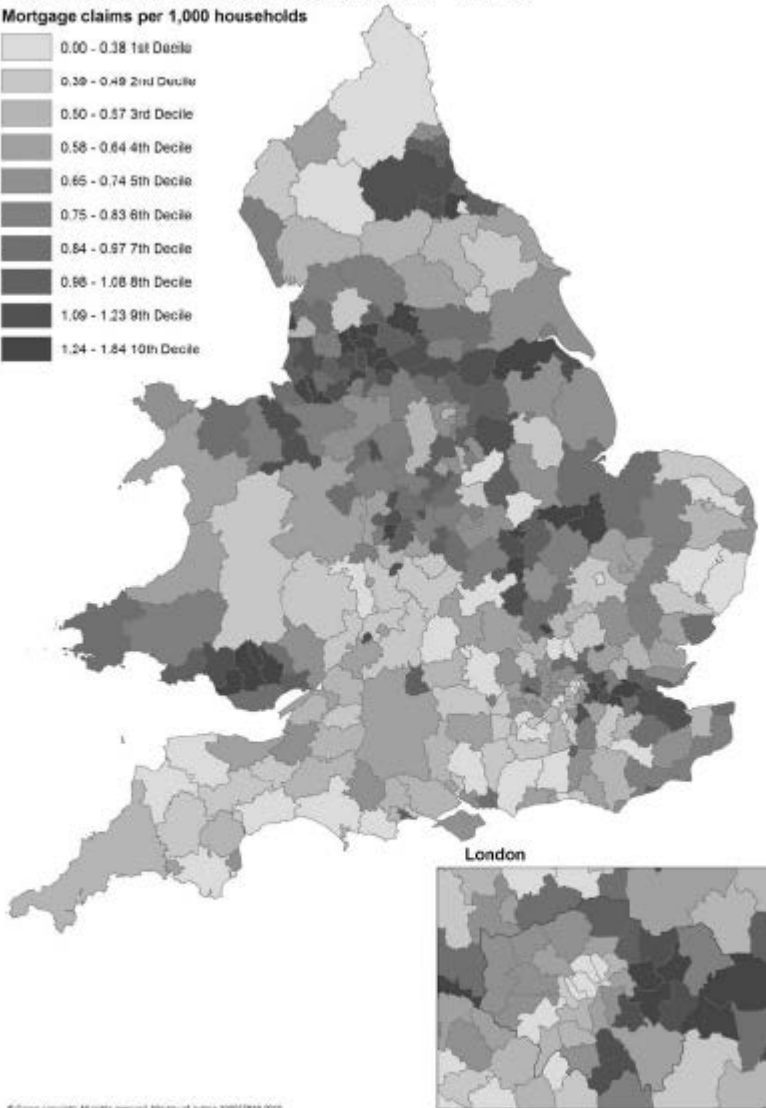 Mortgage claims per 1,000 households
0.00 - 0.38 1st Decile
0.39 - 0.49 2nd Decile
0.50 - 0.57 3rd Decile
0.58 - 0.64 4th Decile
0.65 - 0.74 5th Decile
0.75 - 0.83 6th Decile
0.84 - 0.97 7th Decile
0.98 - 1.08 8th Decile
1.09 - 1.23 9th Decile
1.24 - 1.84 10th Decile
London